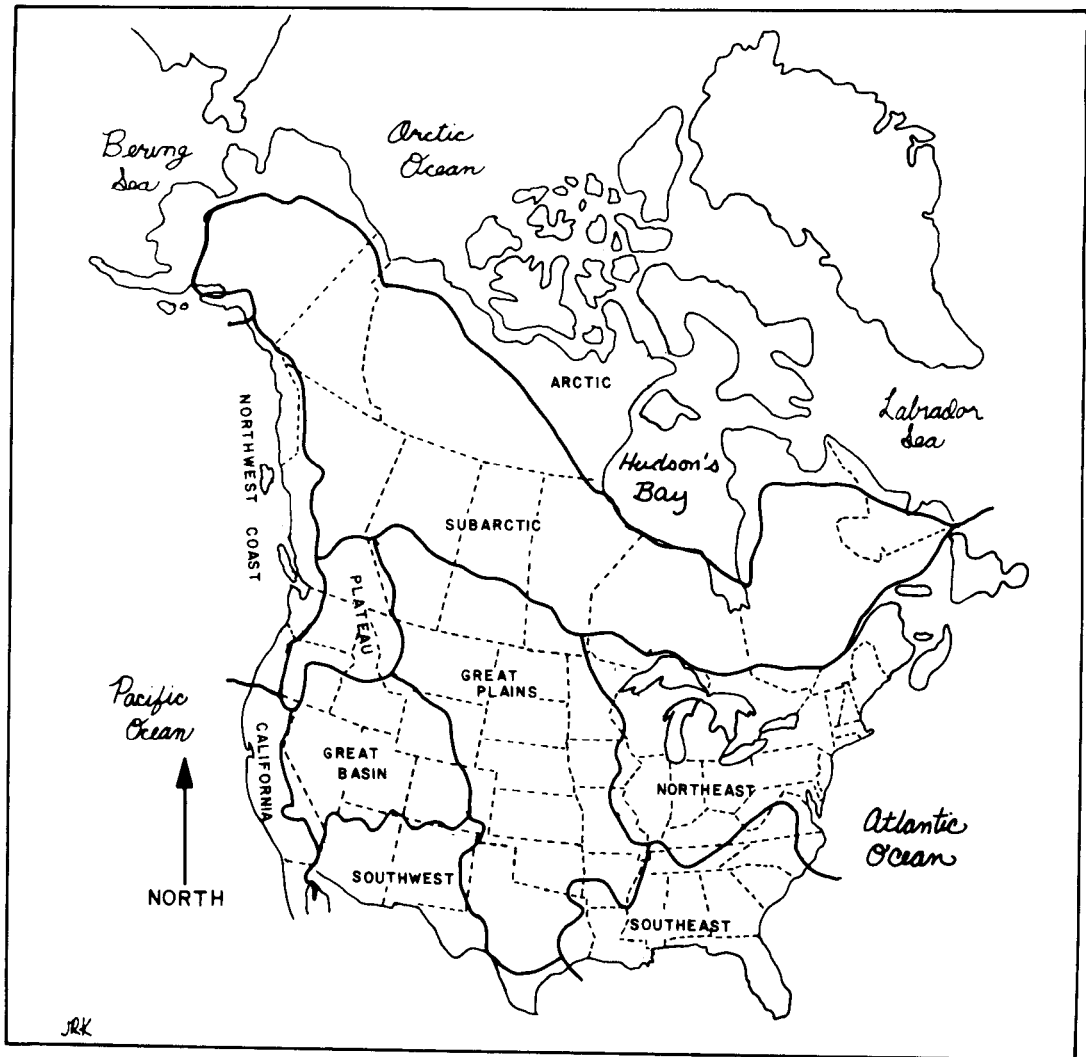 Arctic
Ocean
Bering
Sea
ARCTIC
Labrador
Sea
NORTHWEST COAST
Hudson's
Bay
SUBARCTIC
PLATEAU
GREAT
PLAINS
Pacific
Ocean
CALIFORNIA
GREAT
BASIN
NORTHEAST
Atlantic
Ocean
SOUTHWEST
NORTH
SOUTHEAST
JRK